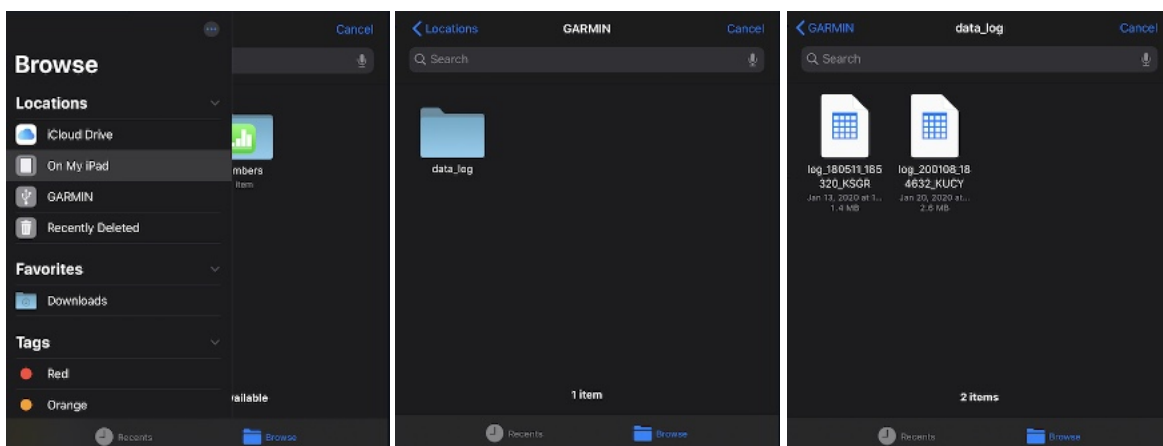 Cancel
Browse
Locations
iCloud Drive
On My iPad
GARMIN
Recently Deleted
Favorites
Downloads
Tags
Red
Orange
mbers
item
vailable
Recents
Browse
Locations
GARMIN
Cancel
Search
data_log
1 item
Recents
Browse
GARMIN
data_log
Cancel
Search
log_180511_185
320_KSGR
Jan 13, 2020 at 1...
1.4 MB
log_200108_18
4632_KUCY
Jan 20, 2020 at...
2.6 MB
2 items
Recents
Browse